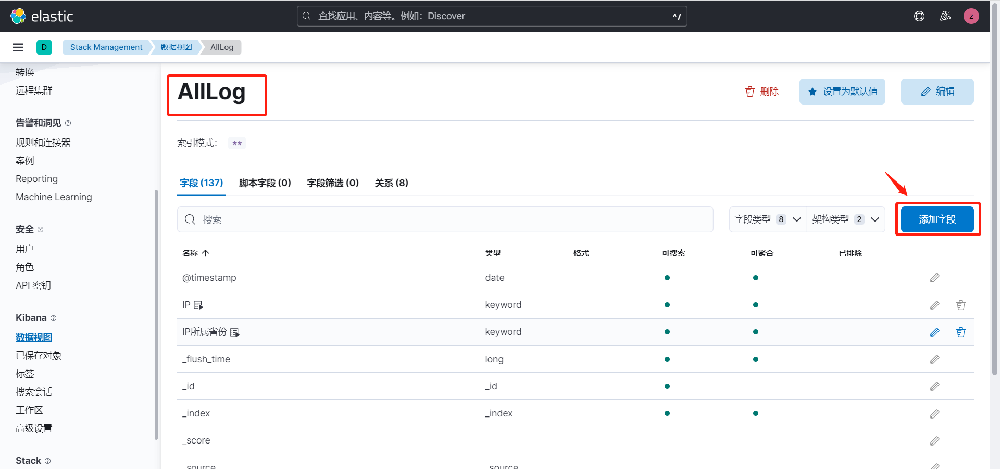 elastic
查找应用、内容等。例如：Discover
^/
z
D
Stack Management
数据视图
AllLog
转换
远程集群
告警和洞见
规则和连接器
案例
Reporting
Machine Learning
安全
用户
角色
API 密钥
Kibana
数据视图
已保存对象
标签
搜索会话
工作区
高级设置
Stack
AllLog
删除
设置为默认值
编辑
索引模式： **
字段 (137) 脚本字段 (0) 字段筛选 (0) 关系 (8)
搜索
字段类型 8 架构类型 2 添加字段
名称 类型 格式 可搜索 可聚合 已排除
@timestamp date
IP keyword
IP所属省份 keyword
_flush_time long
_id _id
_index _index
_score
_source _source